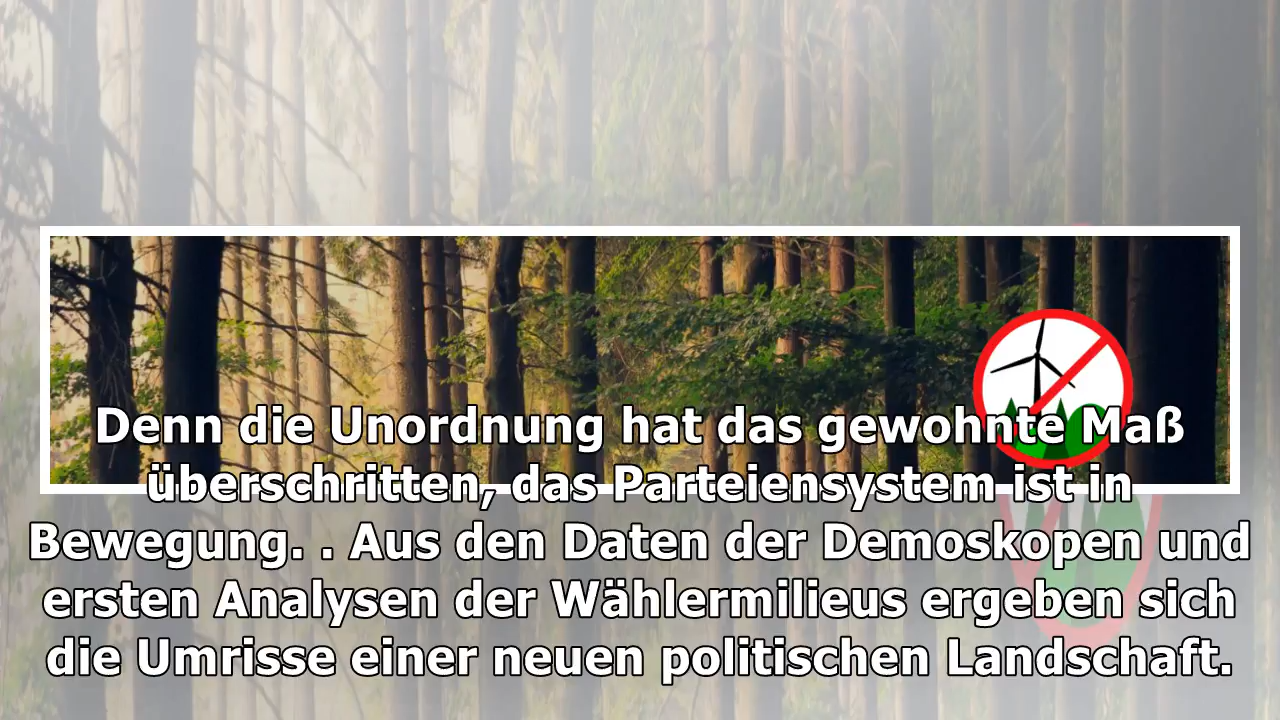 Denn die Unordnung hat das gewohnte Maß
überschritten, das Parteiensystem ist in
Bewegung. . Aus den Daten der Demoskopen und
ersten Analysen der Wählermilieus ergeben sich
die Umrisse einer neuen politischen Landschaft.